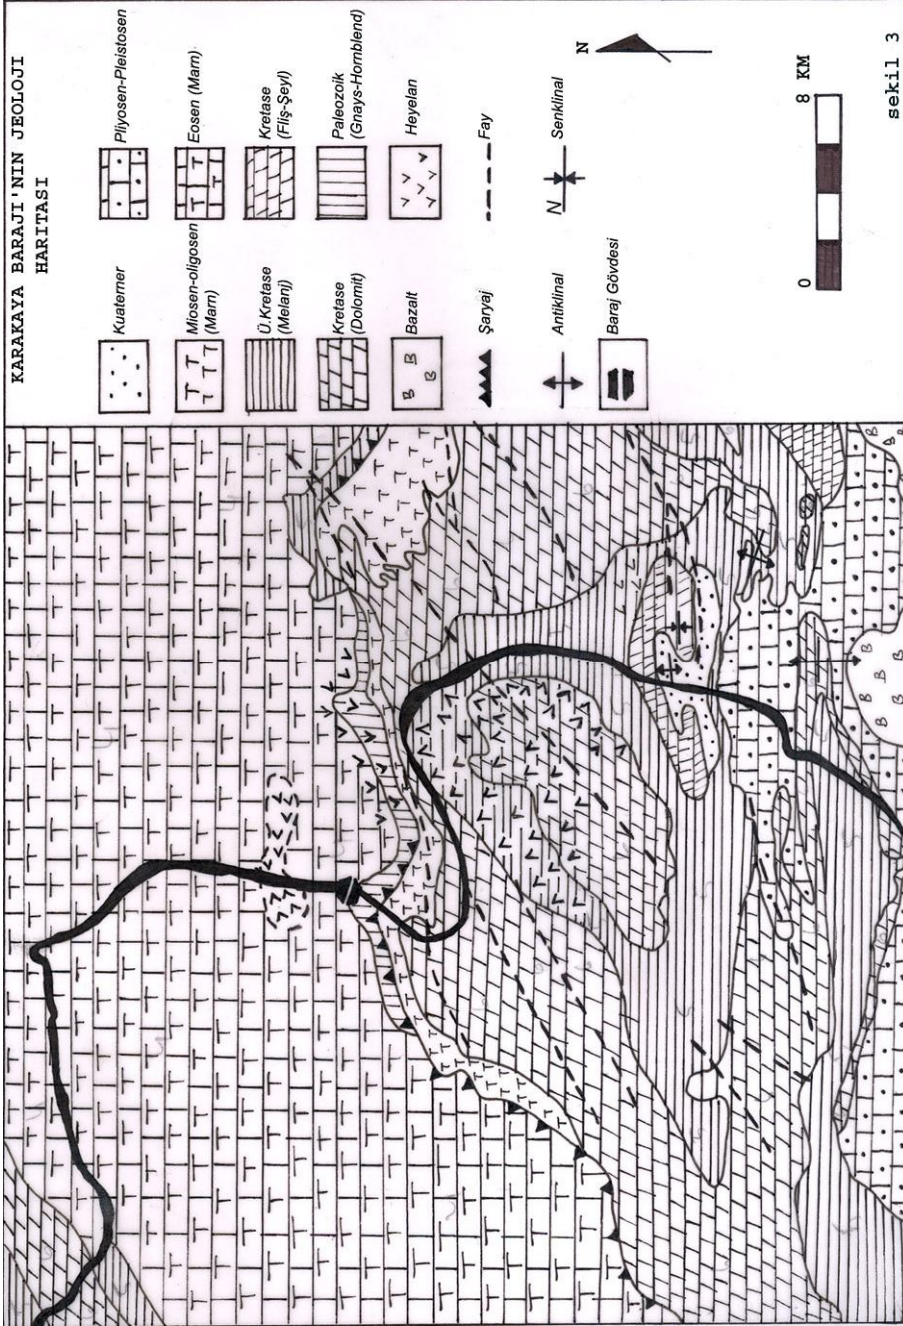 KARAKAYA BARAJI'NIN JEOLOJI
HARITASI
Kuaterner
Pliyosen-Pleistosen
Miosen-oligosen
(Marn)
Eosen (Marn)
Ü.Kretase
(Melanj)
Kretase
(Fliş-Şeyl)
Kretase
(Dolomit)
Paleozoik
(Gnays-Hornblend)
B B B
Bazalt
Heyelan
Şaryaj
Fay
Antiklinal
N
Senklinal
Baraj Gövdesi
N
0 8 KM
sekil 3